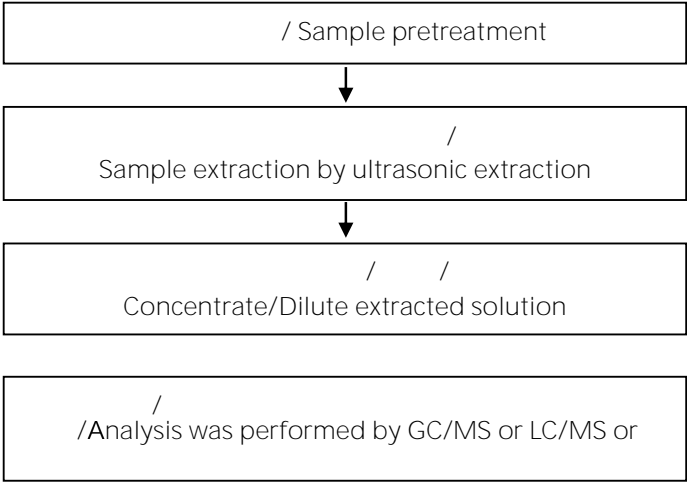 / Sample pretreatment
/
Sample extraction by ultrasonic extraction
/ / /
Concentrate/Dilute extracted solution
/
/Analysis was performed by GC/MS or LC/MS or